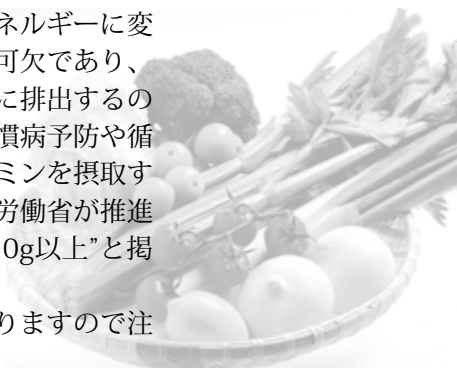 ネルギーに変
可欠であり、
に排出するの
慣病予防や循
ミンを摂取す
労働省が推進
0g以上”と掲
りますので注